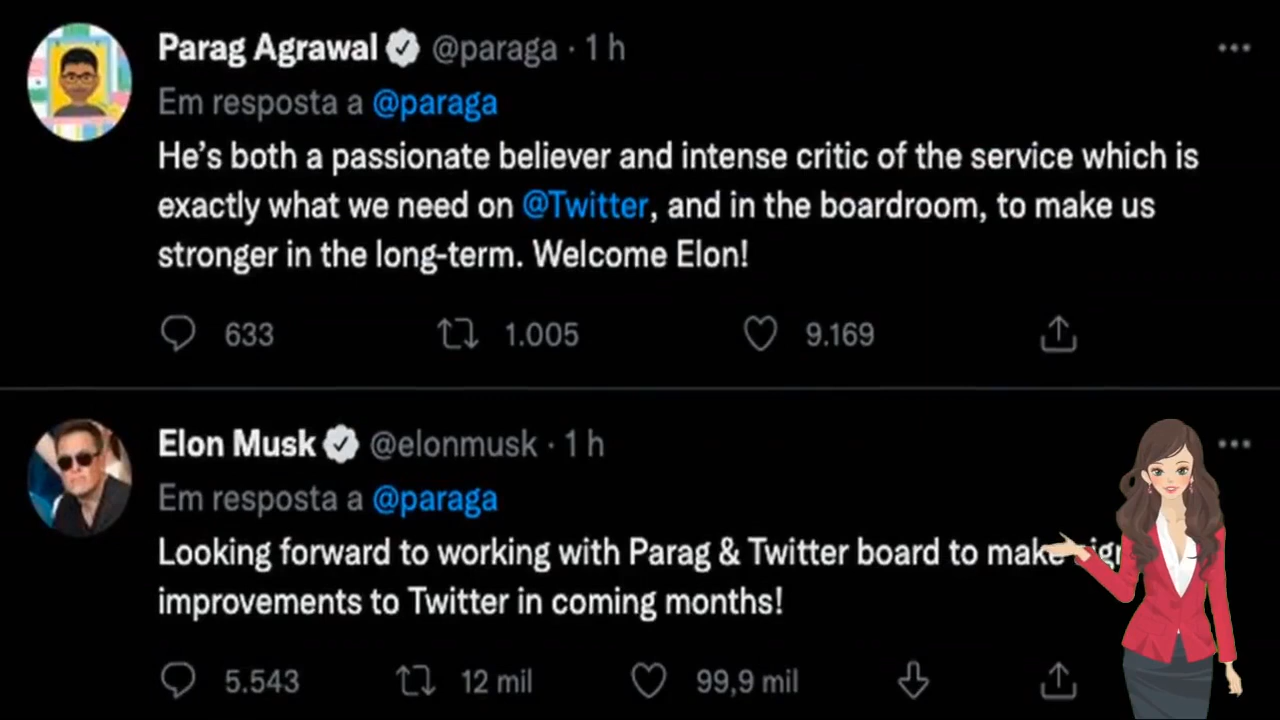 Parag Agrawal @paraga · 1 h
Em resposta a @paraga
He's both a passionate believer and intense critic of the service which is
exactly what we need on @Twitter, and in the boardroom, to make us
stronger in the long-term. Welcome Elon!
633 1.005 9.169
Elon Musk @elonmusk · 1 h
Em resposta a @paraga
Looking forward to working with Parag & Twitter board to make
improvements to Twitter in coming months!
5.543 12 mil 99,9 mil